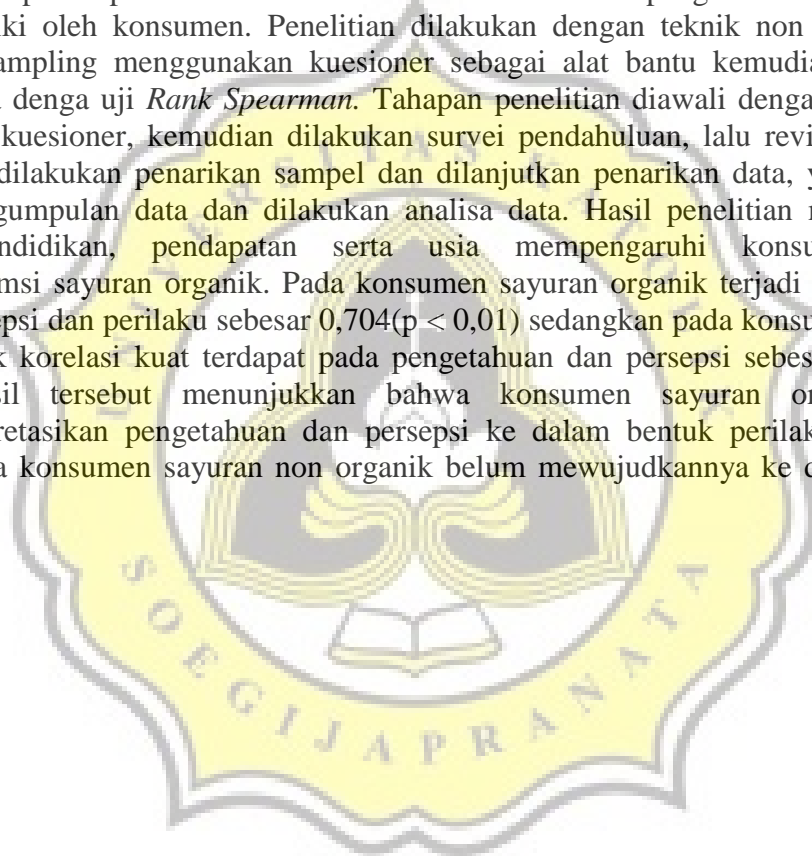 iki oleh konsumen. Penelitian dilakukan dengan teknik non
ampling menggunakan kuesioner sebagai alat bantu kemudia
denga uji Rank Spearman. Tahapan penelitian diawali denga
kuesioner, kemudian dilakukan survei pendahuluan, lalu revi
dilakukan penarikan sampel dan dilanjutkan penarikan data, y
gumpulan data dan dilakukan analisa data. Hasil penelitian
ndidikan, pendapatan serta usia mempengaruhi konsu
msi sayuran organik. Pada konsumen sayuran organik terjadi
epsi dan perilaku sebesar 0,704(p < 0,01) sedangkan pada konsu
k korelasi kuat terdapat pada pengetahuan dan persepsi sebes
sil tersebut menunjukkan bahwa konsumen sayuran or
retasikan pengetahuan dan persepsi ke dalam bentuk perilak
a konsumen sayuran non organik belum mewujudkannya ke d
SOEGIJAPRANATA